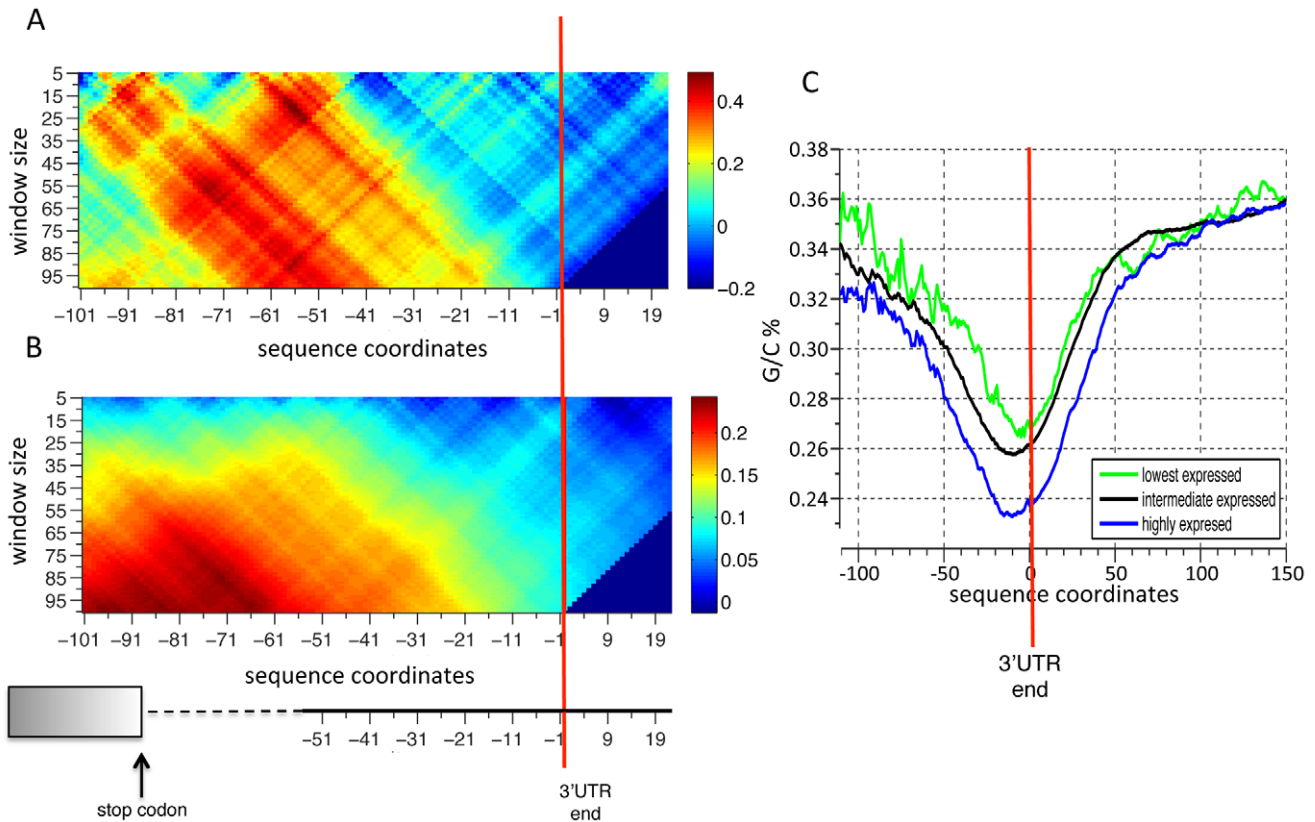 A
window size
5
15
25
35
45
55
65
75
85
95
−101 −91 −81 −71 −61 −51 −41 −31 −21 −11 −1 9 19
sequence coordinates
0.4
0.2
0
−0.2
B
window size
5
15
25
35
45
55
65
75
85
95
−101 −91 −81 −71 −61 −51 −41 −31 −21 −11 −1 9 19
sequence coordinates
0.2
0.15
0.1
0.05
0
−51 −41 −31 −21 −11 −1 9 19
stop codon
3'UTR
end
C
G/C %
0.38
0.36
0.34
0.32
0.30
0.28
0.26
0.24
lowest expressed
intermediate expressed
highly expresed
-100 -50 0 50 100 150
sequence coordinates
3'UTR
end